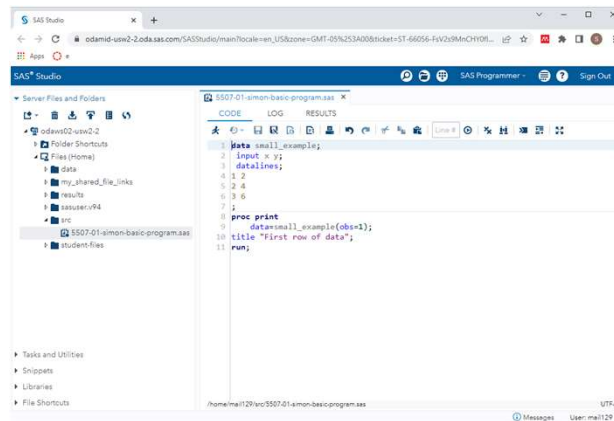 SAS Studio
odamid-usw2-2.oda.sas.com/SASStudio/main?locale=en_US&zone=GMT-05%253A00&ticket=ST-66056-FsV2s9MnCHY0fl...
Apps
SAS® Studio
SAS Programmer
Sign Out
Server Files and Folders
odaws02-usw2-2
Folder Shortcuts
Files (Home)
data
my_shared_file_links
results
sasuser.v94
src
5507-01-simon-basic-program.sas
student-files
Tasks and Utilities
Snippets
Libraries
File Shortcuts
5507-01-simon-basic-program.sas
CODE LOG RESULTS
Line #
1 data small_example;
2 input x y;
3 datalines;
4 1 2
5 2 4
6 3 6
7 ;
8 proc print
9 data=small_example(obs=1);
10 title "First row of data";
11 run;
/home/mail129/src/5507-01-simon-basic-program.sas
Messages
User: mail129